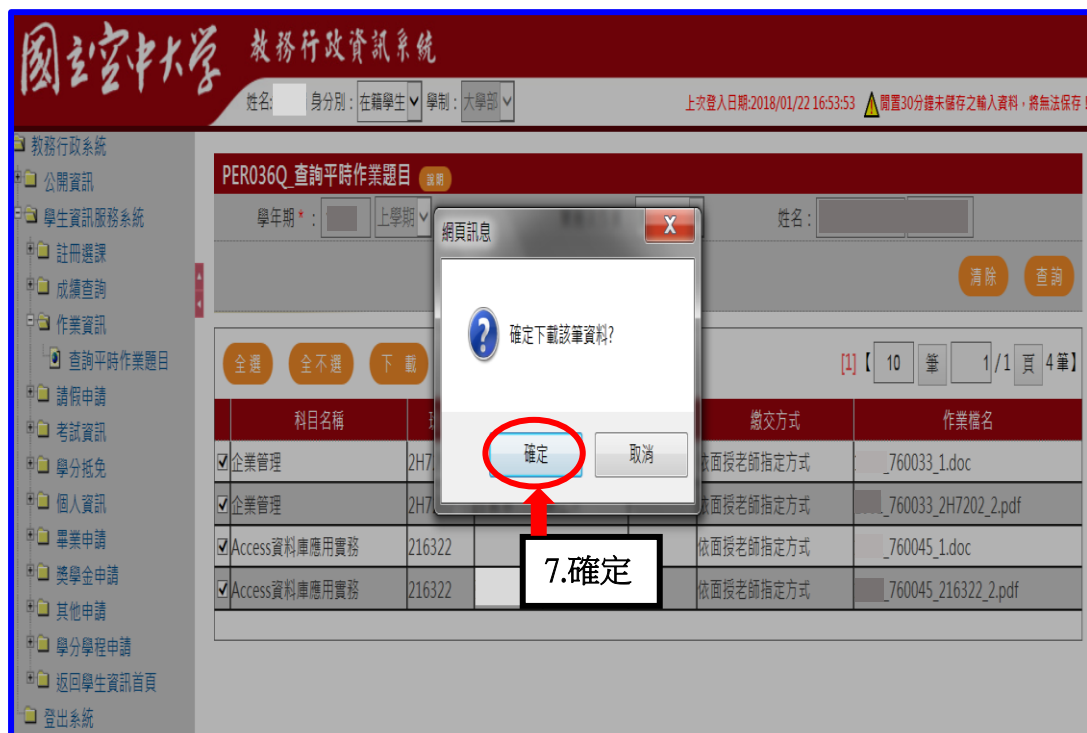 國立空中大学 教務行政資訊系統
姓名: 身分別：在籍學生 學制：大學部 上次登入日期:2018/01/22 16:53:53 閒置30分鐘未儲存之輸入資料，將無法保存!
教務行政系統
公開資訊
學生資訊服務系統
註冊選課
成績查詢
作業資訊
查詢平時作業題目
請假申請
考試資訊
學分抵免
個人資訊
畢業申請
獎學金申請
其他申請
學分學程申請
返回學生資訊首頁
登出系統
PER036Q_查詢平時作業題目 說明
學年期*： 上學期 姓名：
清除 查詢
網頁訊息 X
確定下載該筆資料?
確定 取消
7.確定
全選 全不選 下載 [1]【 10 筆 1 / 1 頁 4筆】
科目名稱 繳交方式 作業檔名
企業管理 2H7 依面授老師指定方式 _760033_1.doc
企業管理 2H7 依面授老師指定方式 _760033_2H7202_2.pdf
Access資料庫應用實務 216322 依面授老師指定方式 _760045_1.doc
Access資料庫應用實務 216322 依面授老師指定方式 _760045_216322_2.pdf